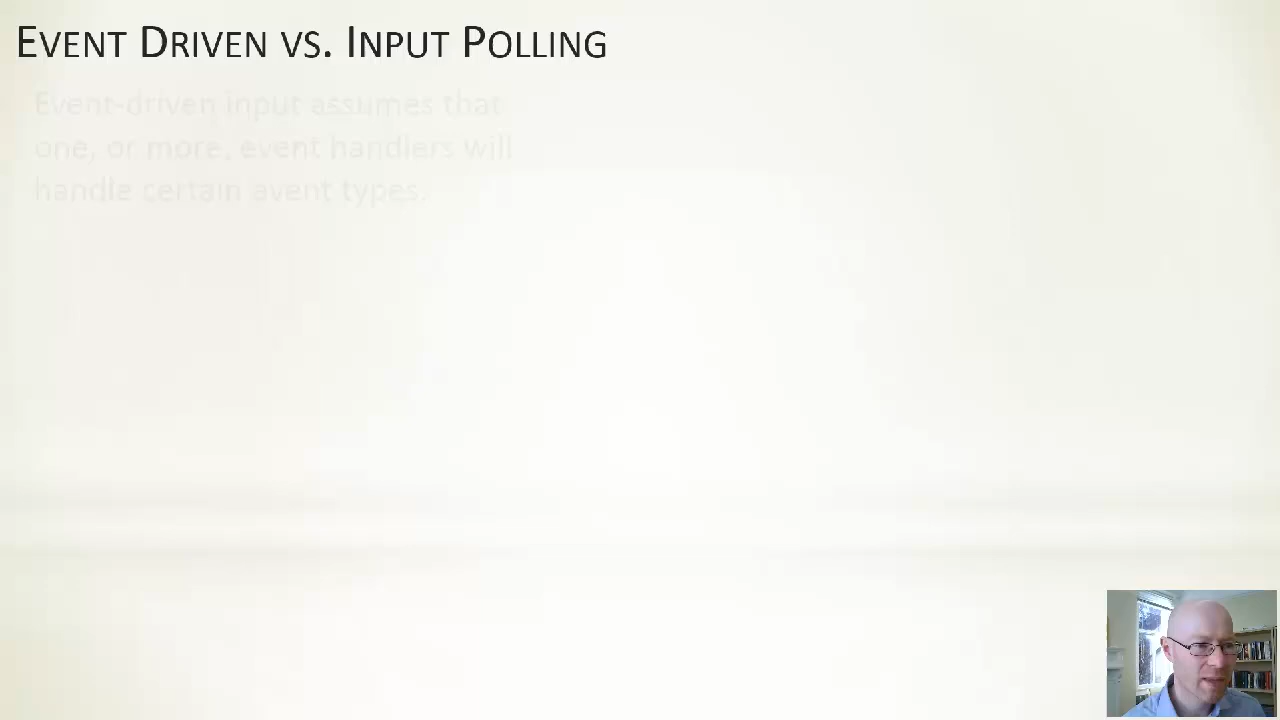 EVENT DRIVEN VS. INPUT POLLING
Event-driven input assumes that
one, or more, event handlers will
handle certain event types.